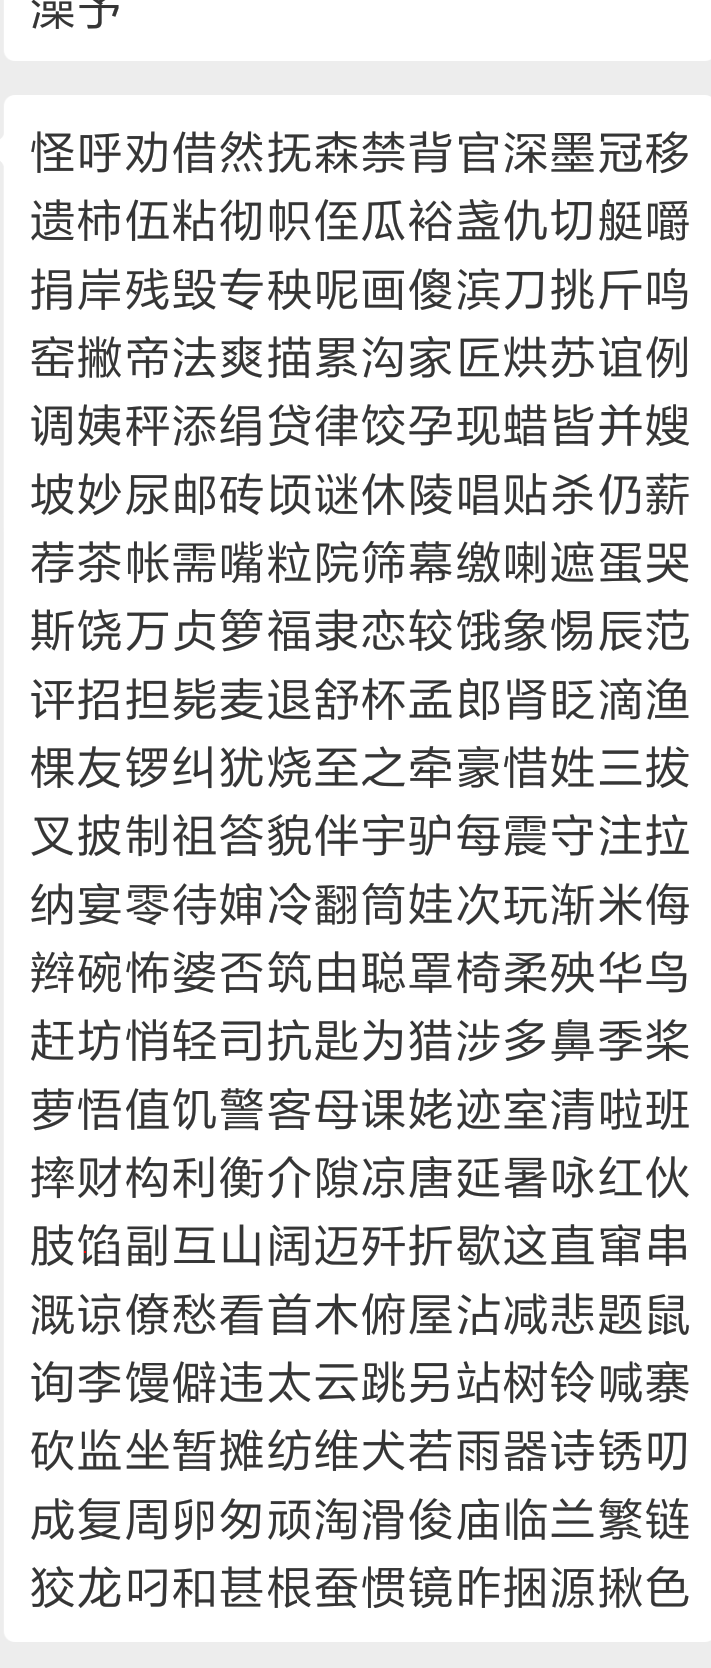 澡予
怪呼劝借然抚森禁背官深墨冠移
遗柿伍粘彻帜侄瓜裕盏仇切艇嚼
捐岸残毁专秧呢画傻滨刀挑斤鸣
窑撇帝法爽描累沟家匠烘苏谊例
调姨秤添绢贷律饺孕现蜡皆并嫂
坡妙尿邮砖顷谜休陵唱贴杀仍薪
荐茶帐需嘴粒院筛幕缴喇遮蛋哭
斯饶万贞箩福隶恋较饿象惕辰范
评招担毙麦退舒杯孟郎肾眨滴渔
棵友锣纠犹烧至之牵豪惜姓三拔
叉披制祖答貌伴宇驴每震守注拉
纳宴零待婶冷翻筒娃次玩渐米侮
辫碗怖婆否筑由聪罩椅柔殃华鸟
赶坊悄轻司抗匙为猎涉多鼻季桨
萝悟值饥警客母课姥迹室清啦班
摔财构利衡介隙凉唐延暑咏红伙
肢馅副互山阔迈歼折歇这直窜串
溉谅僚愁看首木俯屋沾减悲题鼠
询李馒僻违太云跳另站树铃喊寨
砍监坐暂摊纺维犬若雨器诗锈叨
成复周卵匆顽淘滑俊庙临兰繁链
狡龙叼和甚根蚕惯镜昨捆源揪色